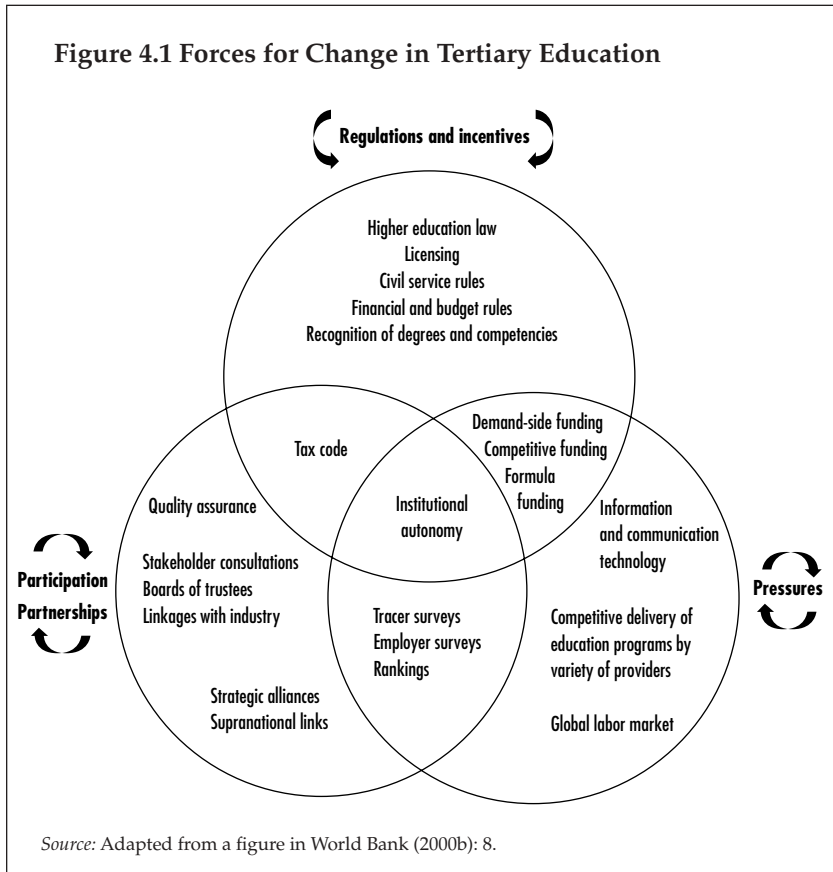 Figure 4.1 Forces for Change in Tertiary Education
Regulations and incentives
Higher education law
Licensing
Civil service rules
Financial and budget rules
Recognition of degrees and competencies
Tax code
Demand-side funding
Competitive funding
Formula
funding
Institutional
autonomy
Quality assurance
Stakeholder consultations
Boards of trustees
Linkages with industry
Strategic alliances
Supranational links
Participation
Partnerships
Tracer surveys
Employer surveys
Rankings
Information
and communication
technology
Competitive delivery of
education programs by
variety of providers
Global labor market
Pressures
Source: Adapted from a figure in World Bank (2000b): 8.